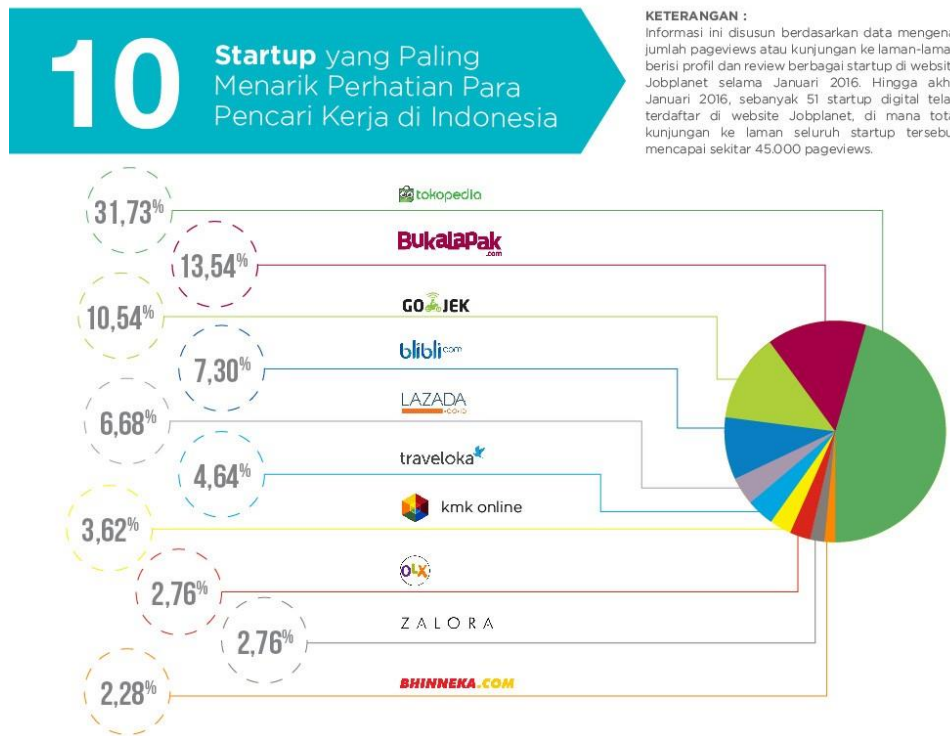 10
Startup yang Paling
Menarik Perhatian Para
Pencari Kerja di Indonesia
KETERANGAN :
Informasi ini disusun berdasarkan data mengena
jumlah pageviews atau kunjungan ke laman-lama
berisi profil dan review berbagai startup di websit
Jobplanet selama Januari 2016. Hingga akh
Januari 2016, sebanyak 51 startup digital tela
terdaftar di website Jobplanet, di mana tota
kunjungan ke laman seluruh startup tersebu
mencapai sekitar 45.000 pageviews.
31,73% tokopedia
13,54% BukalaPak.com
10,54% GO JEK
7,30% blibli.com
6,68% LAZADA .CO.ID
4,64% traveloka
3,62% kmk online
2,76% OLX
2,76% ZALORA
2,28% BHINNEKA.COM